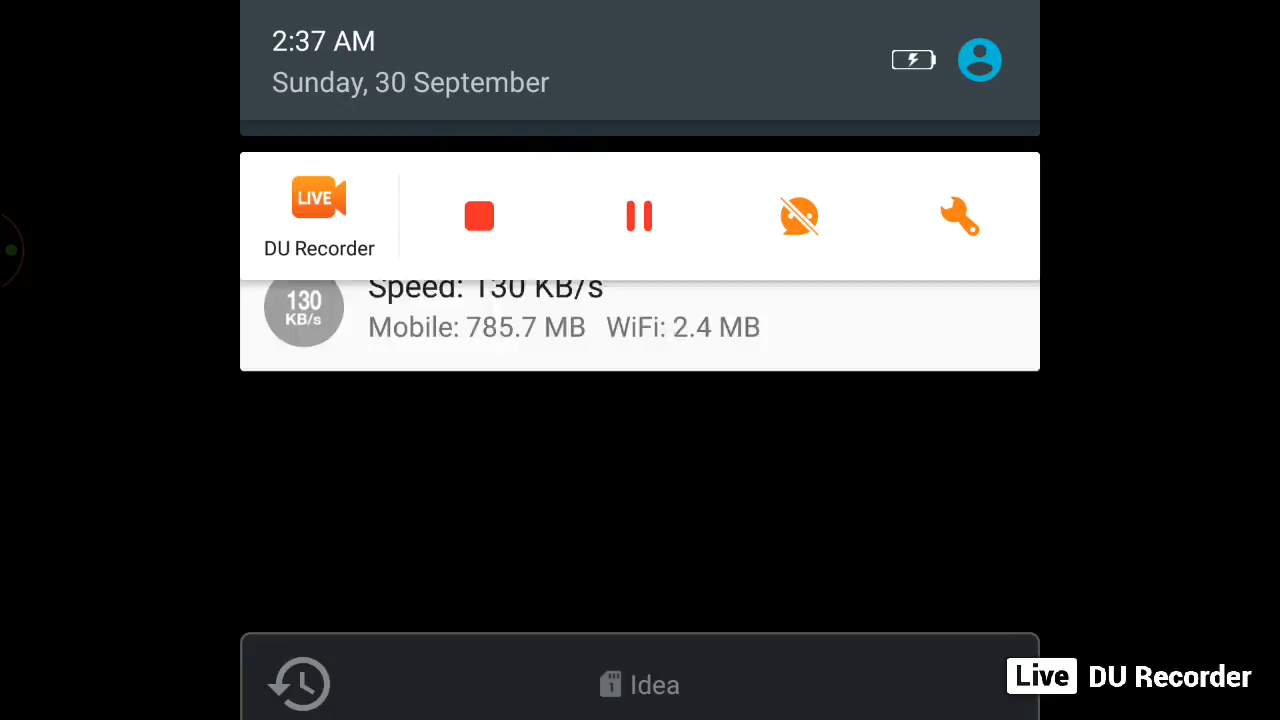 2:37 AM
Sunday, 30 September
LIVE
DU Recorder
130
KB/s
Speed: 130 KB/s
Mobile: 785.7 MB WiFi: 2.4 MB
1 Idea
Live DU Recorder